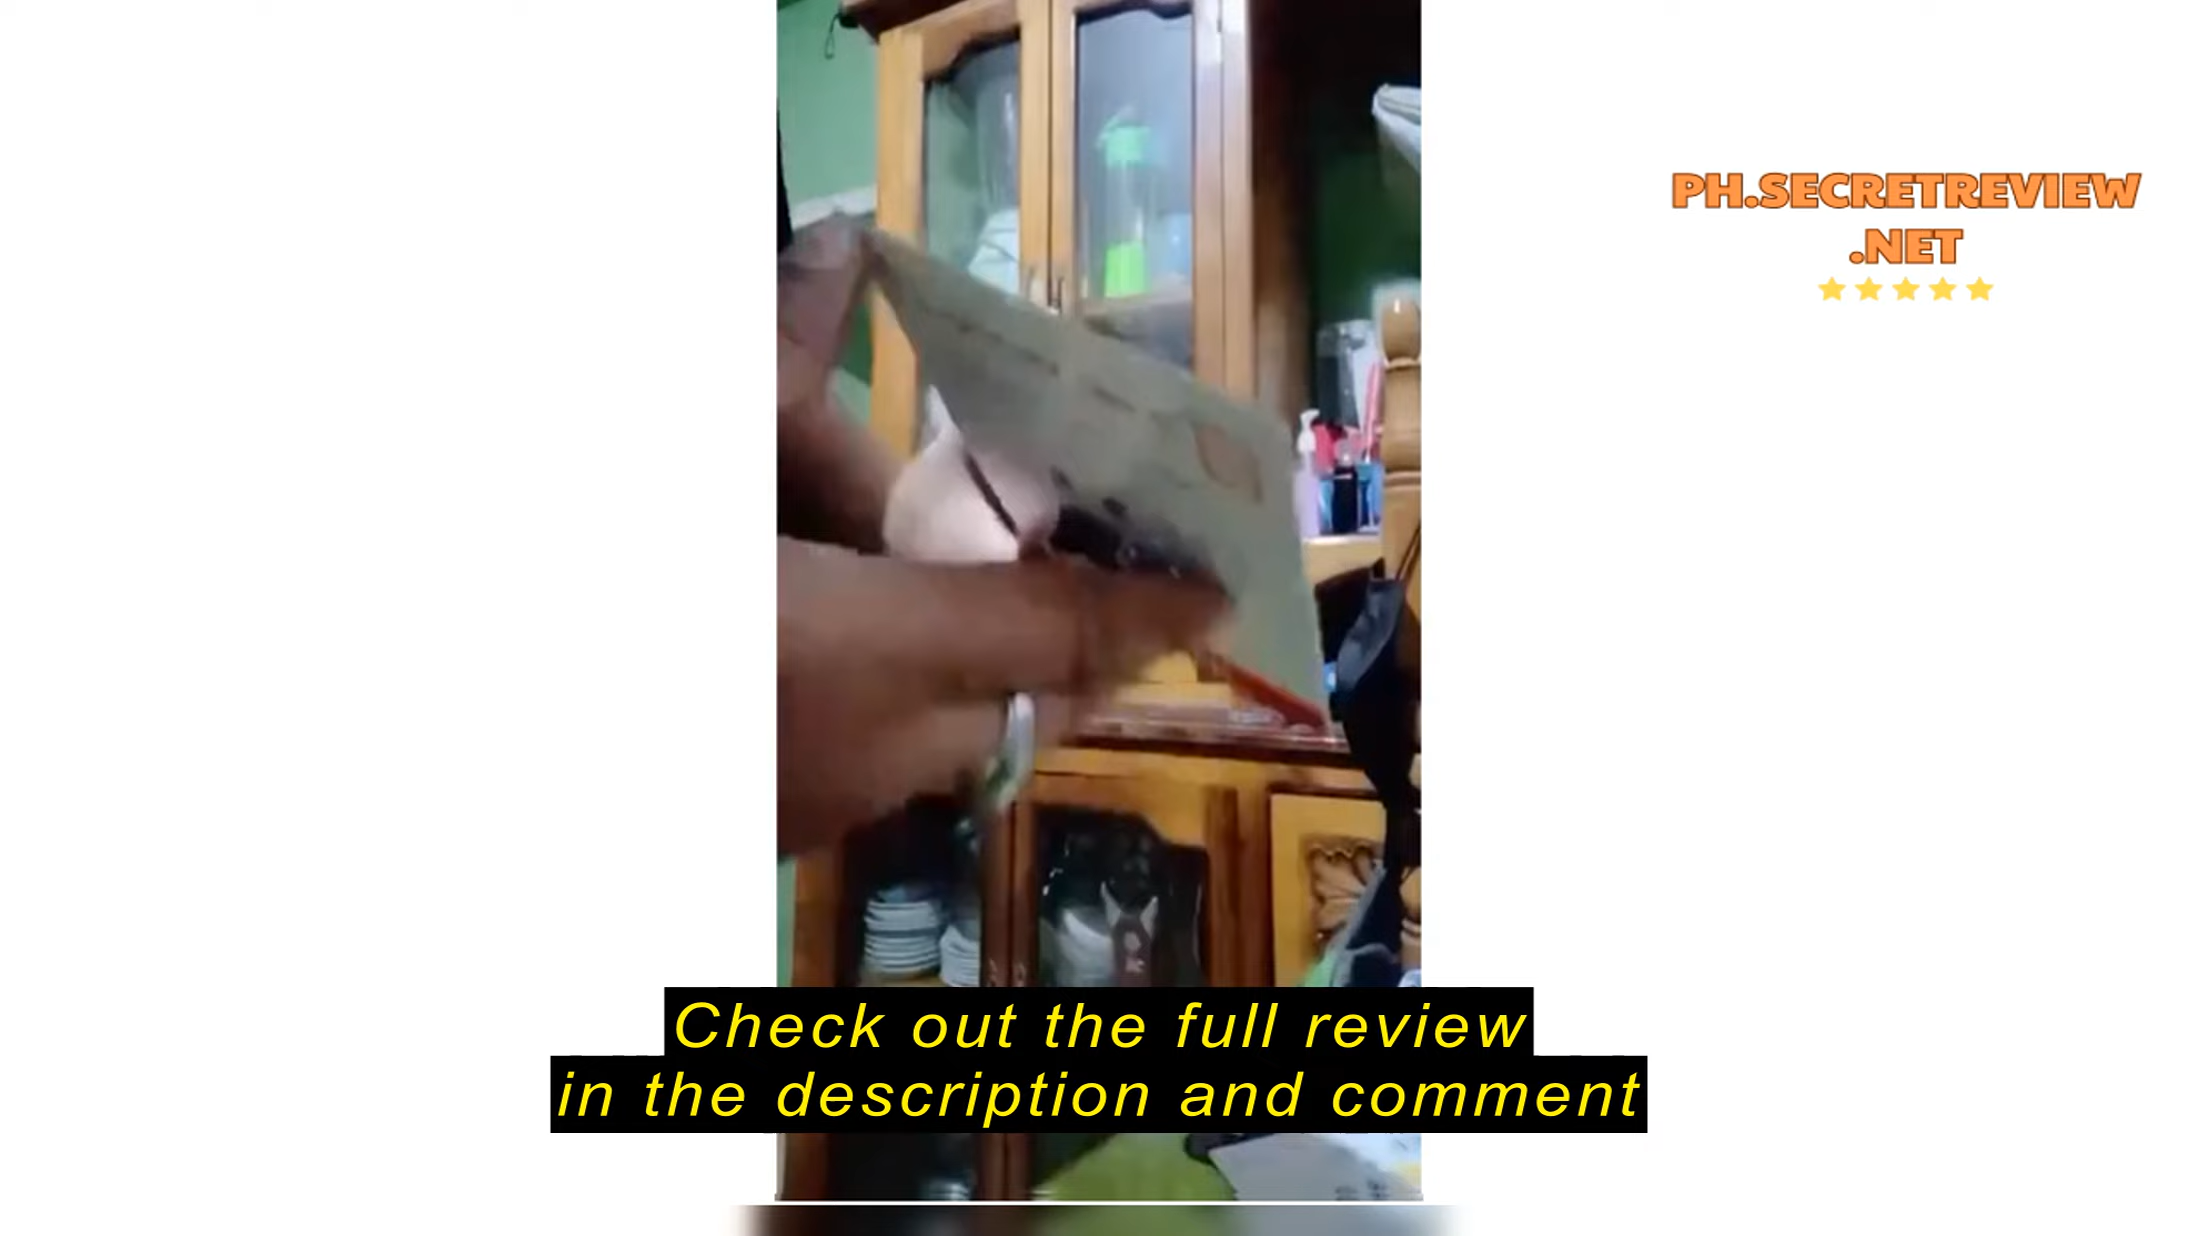 PH.SECRETREVIEW
.NET
Check out the full review
in the description and comment